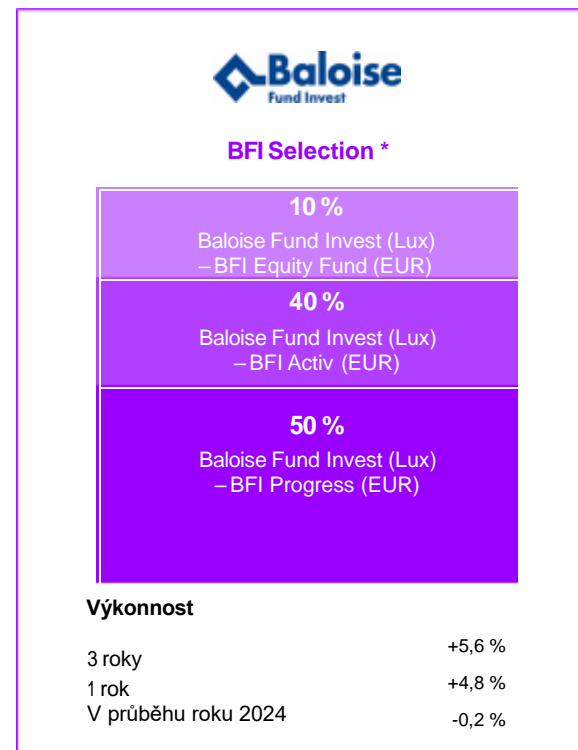 Baloise
Fund Invest
BFI Selection *
10 %
Baloise Fund Invest (Lux)
– BFI Equity Fund (EUR)
40 %
Baloise Fund Invest (Lux)
– BFI Activ (EUR)
50 %
Baloise Fund Invest (Lux)
– BFI Progress (EUR)
Výkonnost
3 roky +5,6 %
1 rok +4,8 %
V průběhu roku 2024 -0,2 %